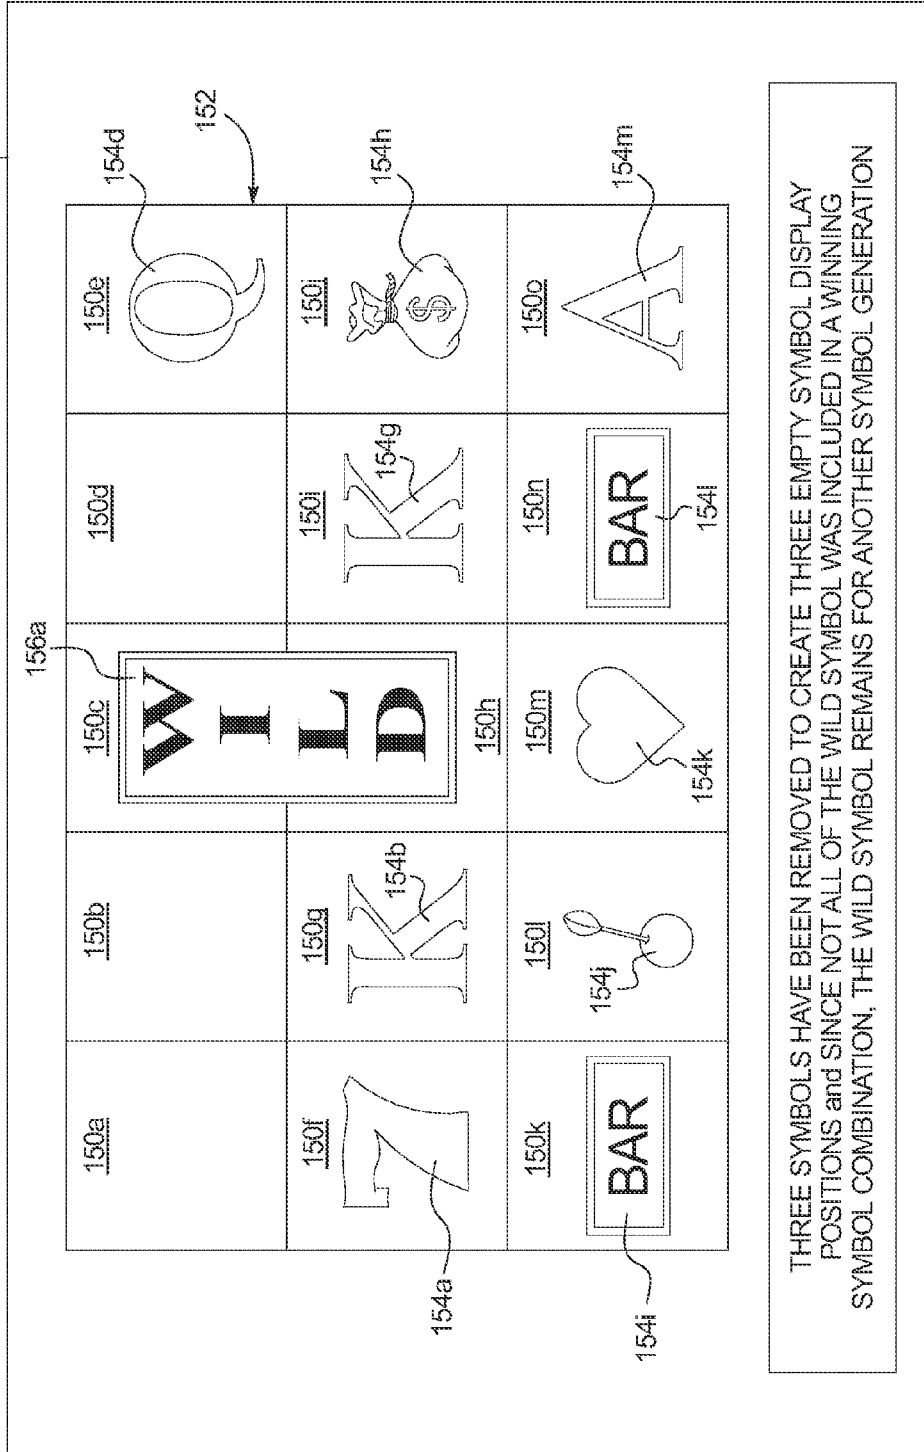 152
154d
156a
150a
150b
150c
150d
150e
Q
WILD
154h
150f
150g
150h
150i
150j
7
K
K
$
154b
154g
154a
154m
150k
150l
150m
150n
150o
BAR
BAR
A
154i
154j
154k
154l
THREE SYMBOLS HAVE BEEN REMOVED TO CREATE THREE EMPTY SYMBOL DISPLAY
POSITIONS and SINCE NOT ALL OF THE WILD SYMBOL WAS INCLUDED IN A WINNING
SYMBOL COMBINATION, THE WILD SYMBOL REMAINS FOR ANOTHER SYMBOL GENERATION